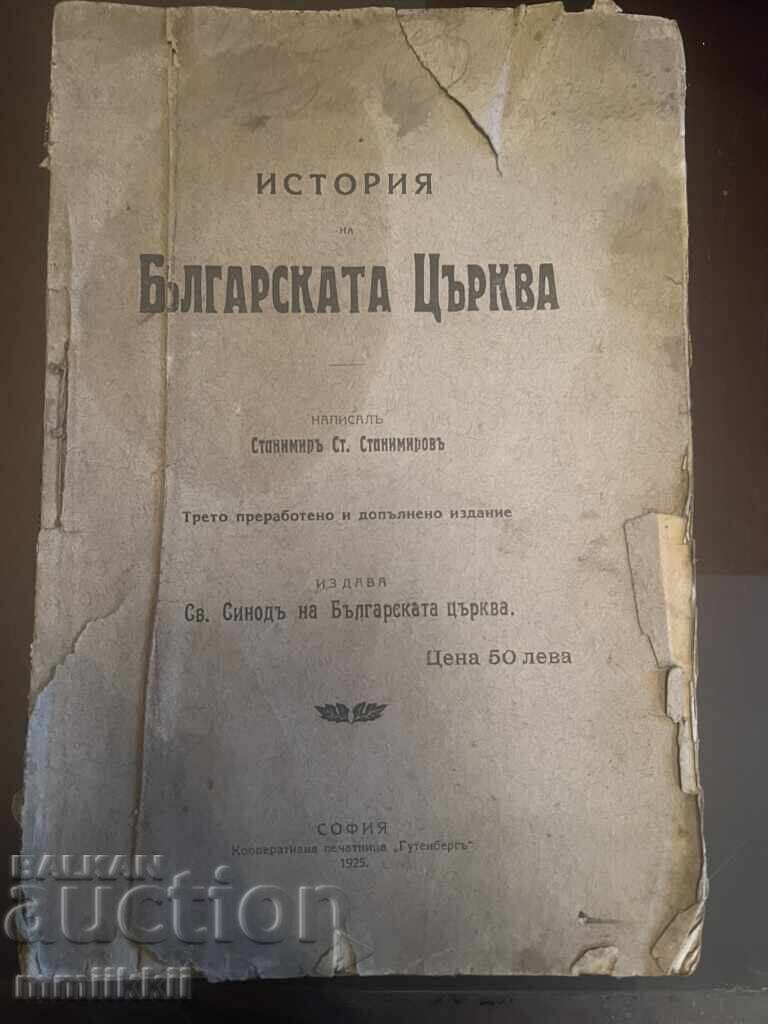 ИСТОРИЯ
НА
БЪЛГАРСКАТА ЦЪРКВА
НАПИСАЛЪ
Станимиръ Ст. Станимировъ
Трето преработено и допълнено издание
ИЗДАВА
Св. Синодъ на Българската църква.
Цена 50 лева
СОФИЯ
Кооперативна печатница „Гутенбергъ“
1925.
BALKAN
auction
mmiikkii